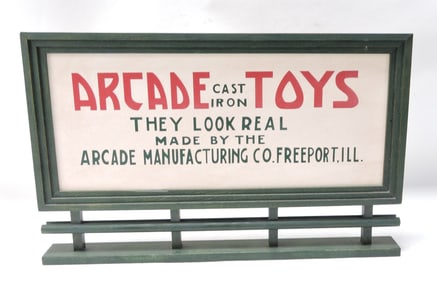 ARCADE CAST IRON TOYS
THEY LOOK REAL
MADE BY THE
ARCADE MANUFACTURING CO. FREEPORT, ILL.